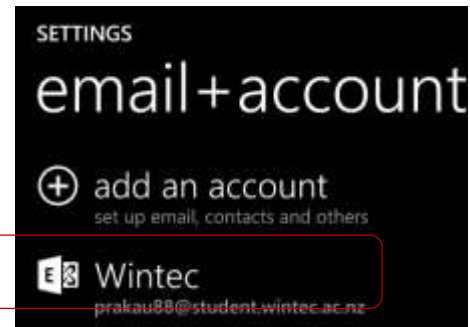 SETTINGS
email+account
add an account
set up email, contacts and others
Wintec
prakau88@student.wintec.ac.nz